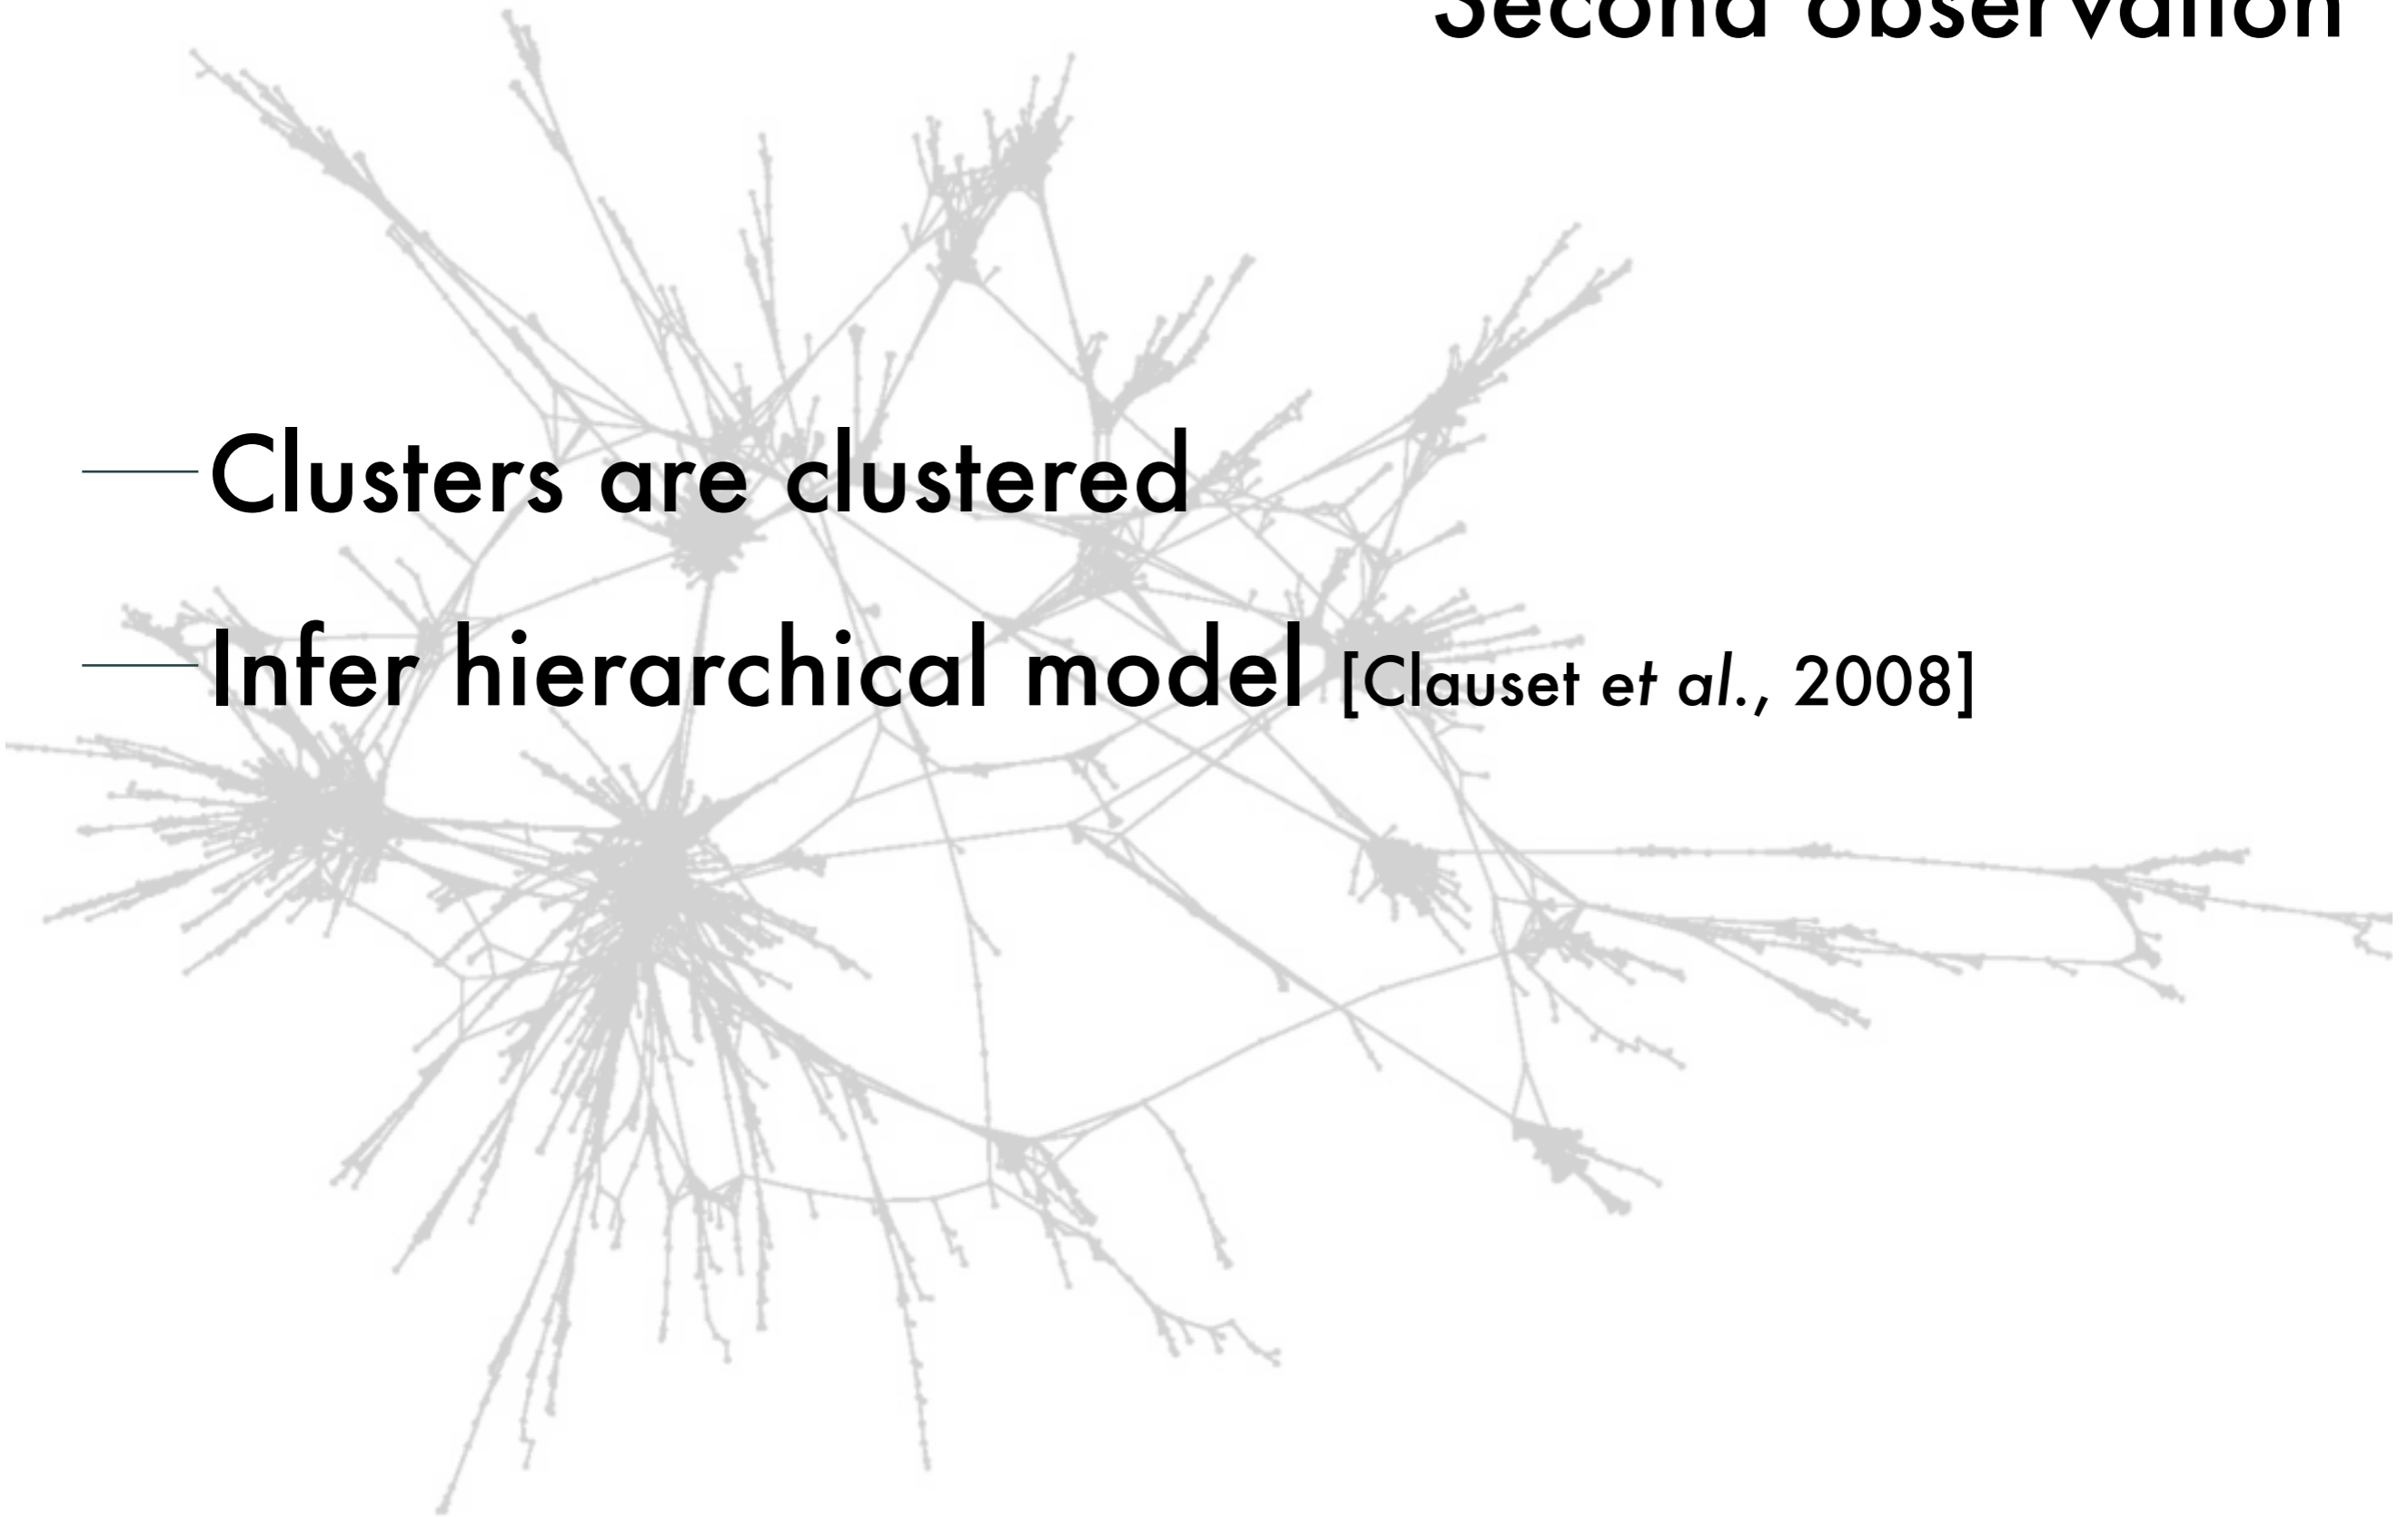 Second observation
Clusters are clustered
Infer hierarchical model [Clauset et al., 2008]